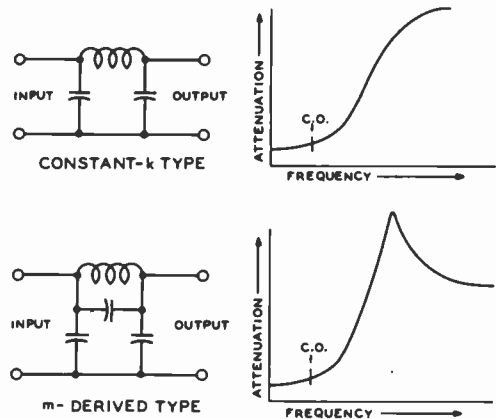 INPUT OUTPUT
CONSTANT-k TYPE
ATTENUATION
C.O.
FREQUENCY
INPUT OUTPUT
m- DERIVED TYPE
ATTENUATION
C.O.
FREQUENCY